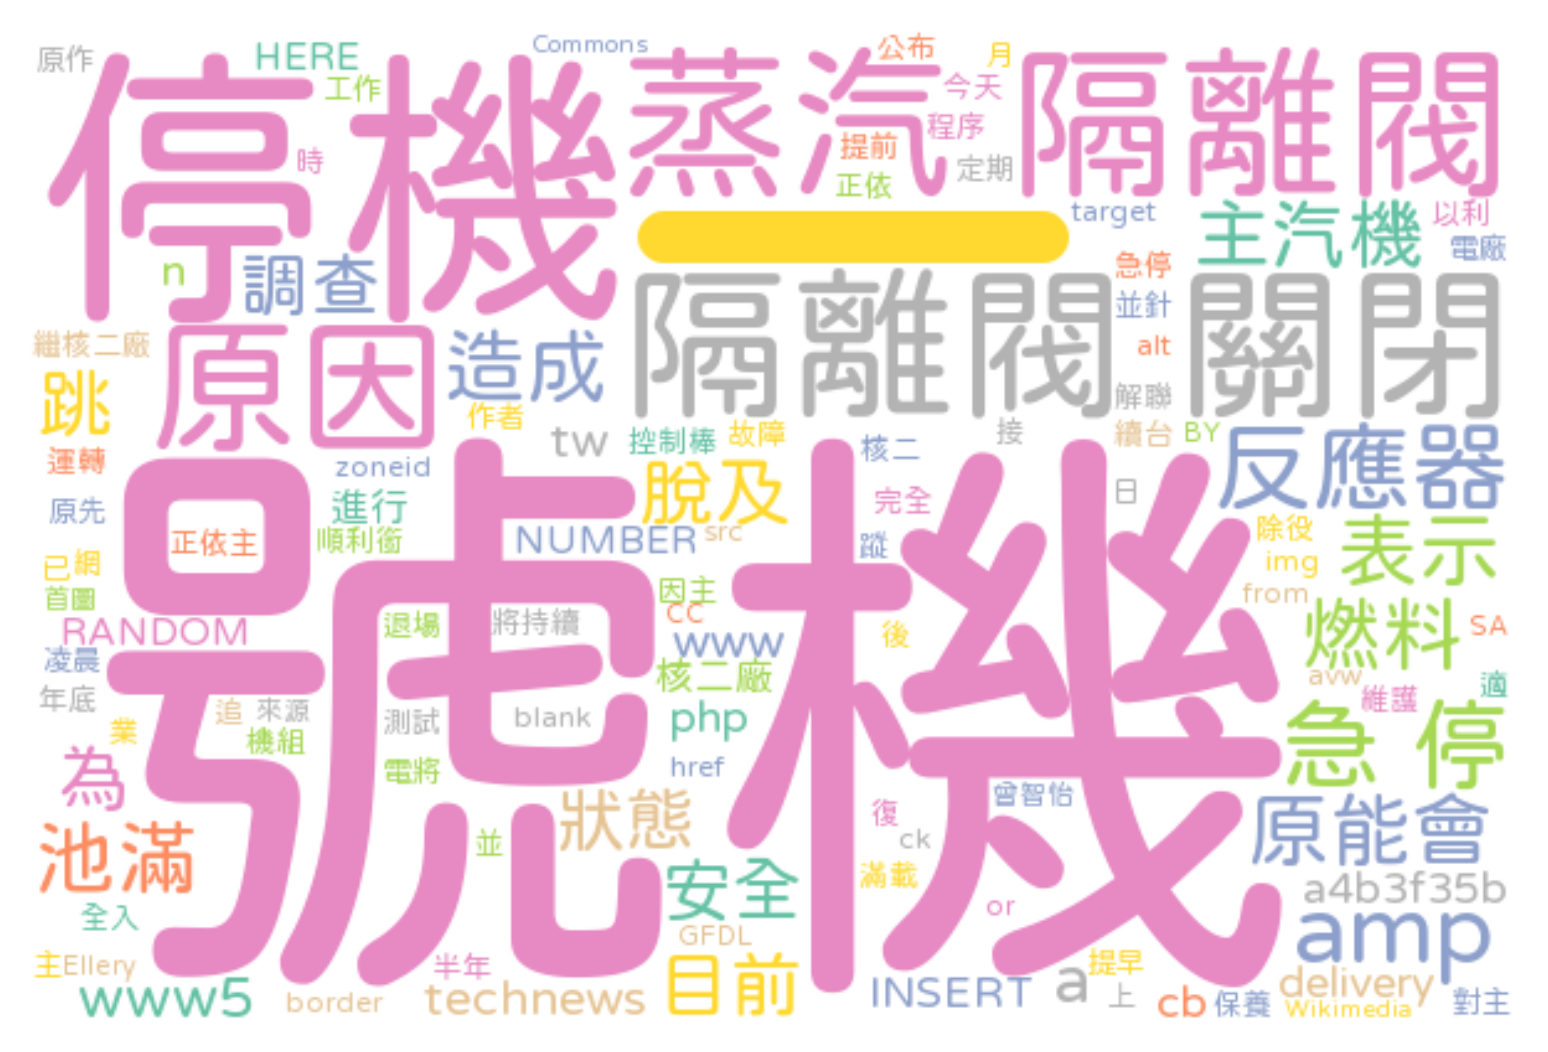 原作 HERE Commons 公布 月
停機 蒸汽 隔離閥
工作 今天
時 提前 程序
正依 定期
一 target 主汽機 以利
n 調查 急停 電廠
隔離閥 關閉
並針
繼核二廠 原因 造成 alt
跳 作者 解聯
tw 控制棒 故障 核二 接 續台 BY 反應器
運轉 zoneid 脫及
號機
原先 進行 完全 日
正依主 順利銜 NUMBER src 蹤 除役 表示
已 網 img
首圖 因主 from
RANDOM 退場 將持續 cc www 後 燃料 SA
凌晨 核二廠 avw
年底 追 來源 測試 blank php 維護 適
業 機組 急停
為 電將 href 曾智怡
池滿 並 狀態 復 ck 原能會
安全 滿載 a4b3f35b
全入 GFDL or amp
主 Ellery 半年 目前 提早
www5 border technews INSERT a 上 cb 保養 delivery 對主
Wikimedia